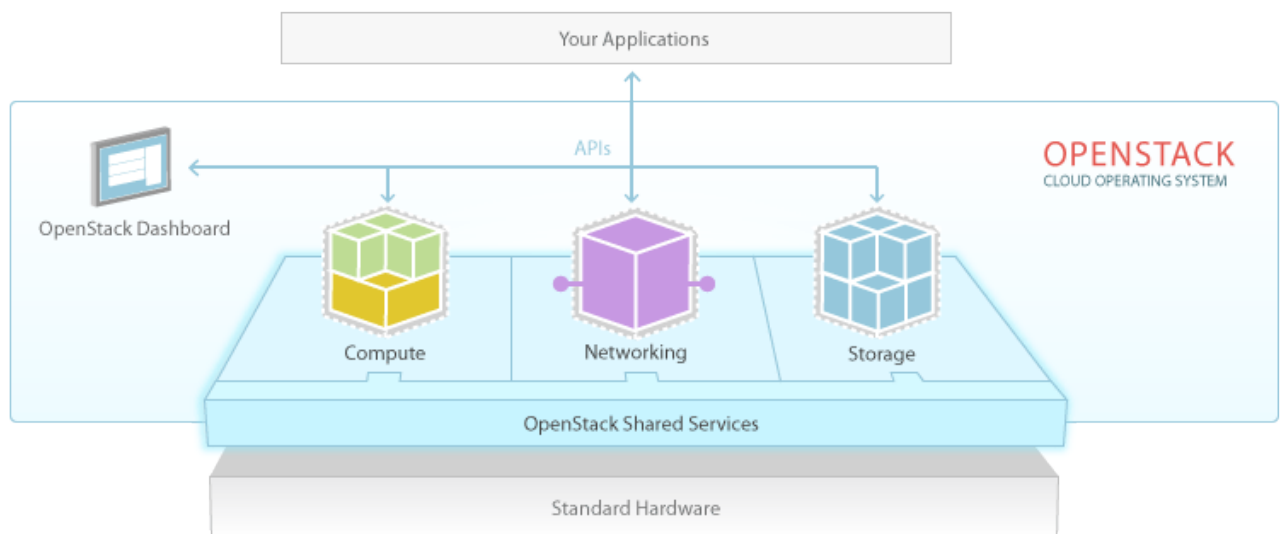 Your Applications
APIs
OPENSTACK
CLOUD OPERATING SYSTEM
OpenStack Dashboard
Compute
Networking
Storage
OpenStack Shared Services
Standard Hardware